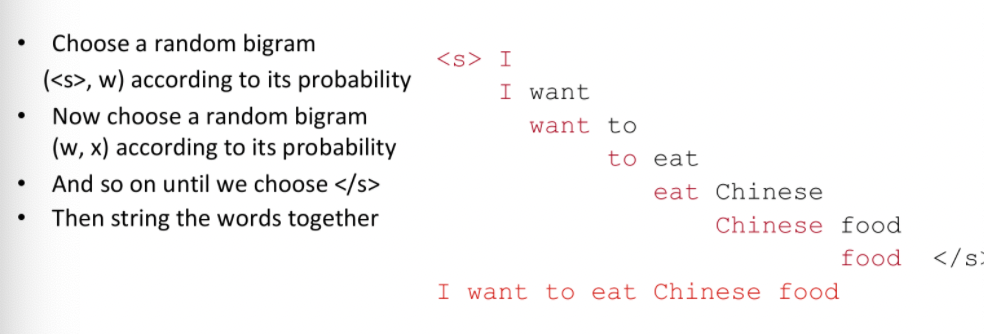 • Choose a random bigram
(<s>, w) according to its probability
• Now choose a random bigram
(w, x) according to its probability
• And so on until we choose </s>
• Then string the words together
<s> I
I want
want to
to eat
eat Chinese
Chinese food
food </s>
I want to eat Chinese food